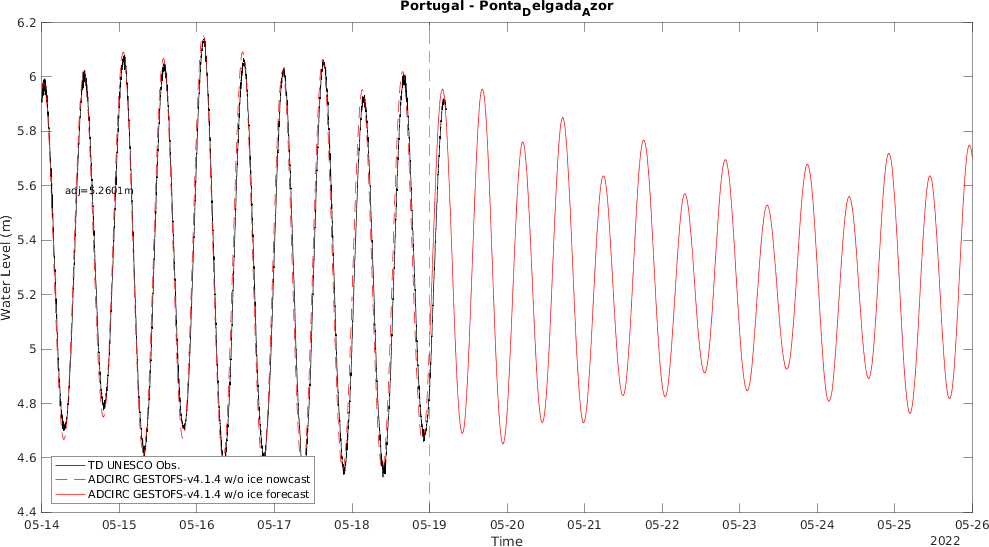 Portugal - PontaDelgadaAzor
6.2
6
5.8
5.6
5.4
5.2
5
4.8
4.6
4.4
Water Level (m)
adj=5.2601m
TD UNESCO Obs.
ADCIRC GESTOFS-v4.1.4 w/o ice nowcast
ADCIRC GESTOFS-v4.1.4 w/o ice forecast
05-14 05-15 05-16 05-17 05-18 05-19 05-20 05-21 05-22 05-23 05-24 05-25 05-26
Time
2022